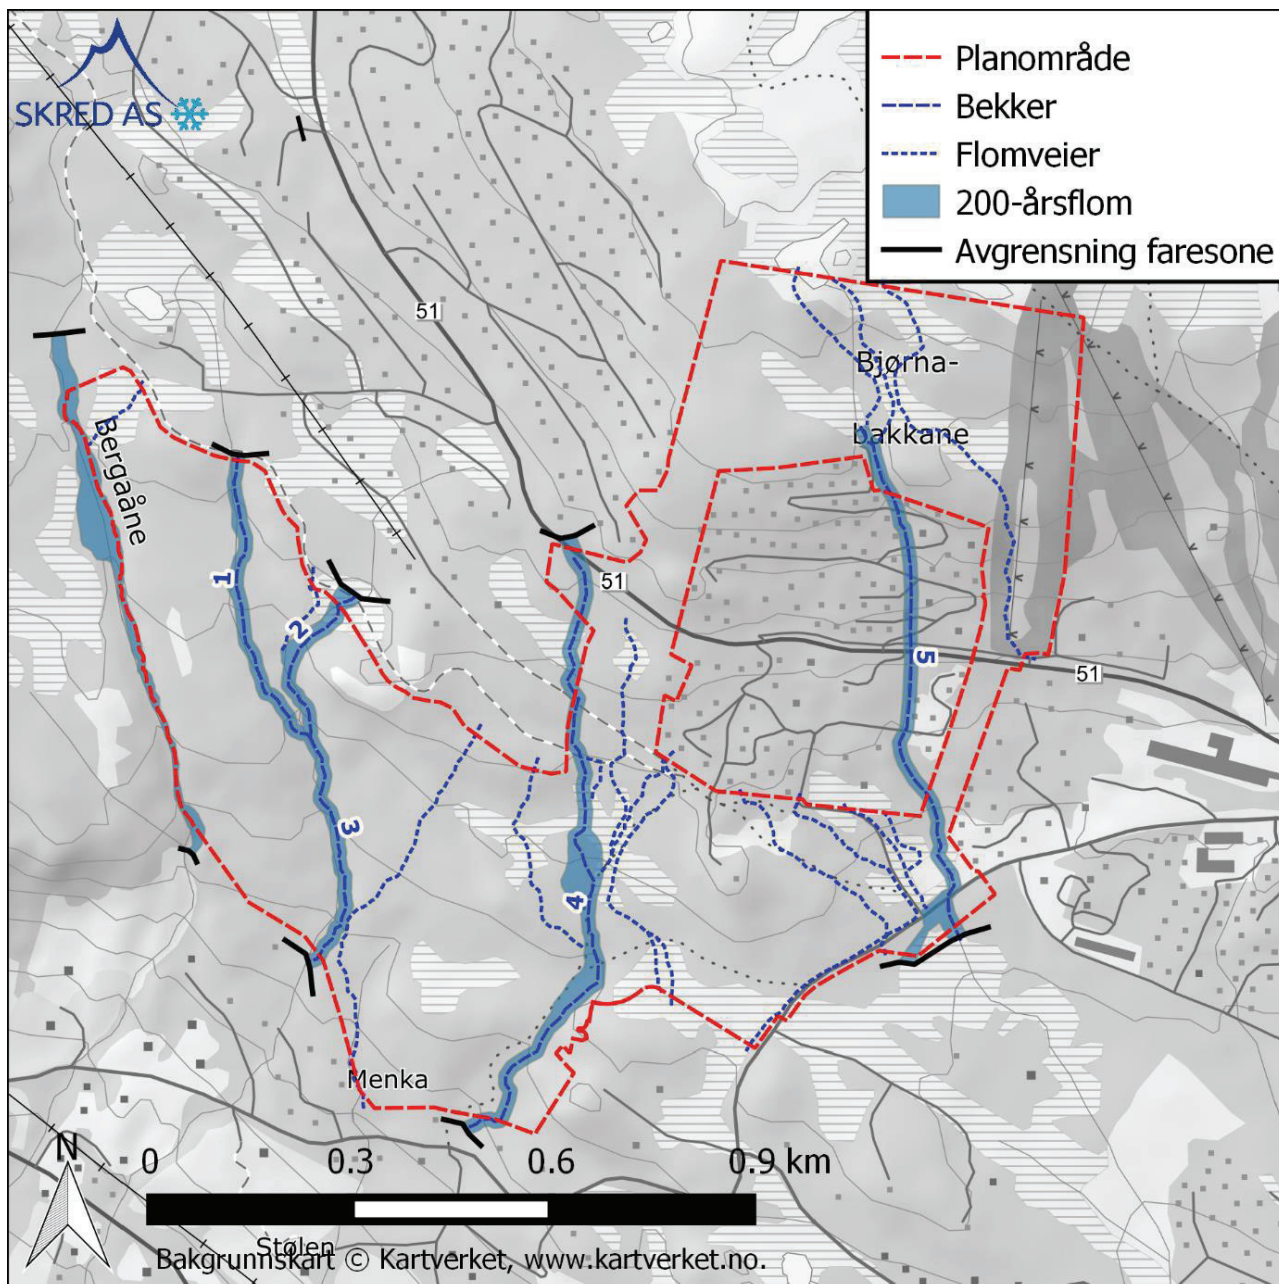 SKRED AS
Planområde
Bekker
Flomveier
200-årsflom
Avgrensning faresone
51
Bjørna-
bakkane
Bergaåne
1
2
51
5
51
3
4
Menka
N
0 0.3 0.6 0.9 km
Stølen
Bakgrunnskart © Kartverket, www.kartverket.no.